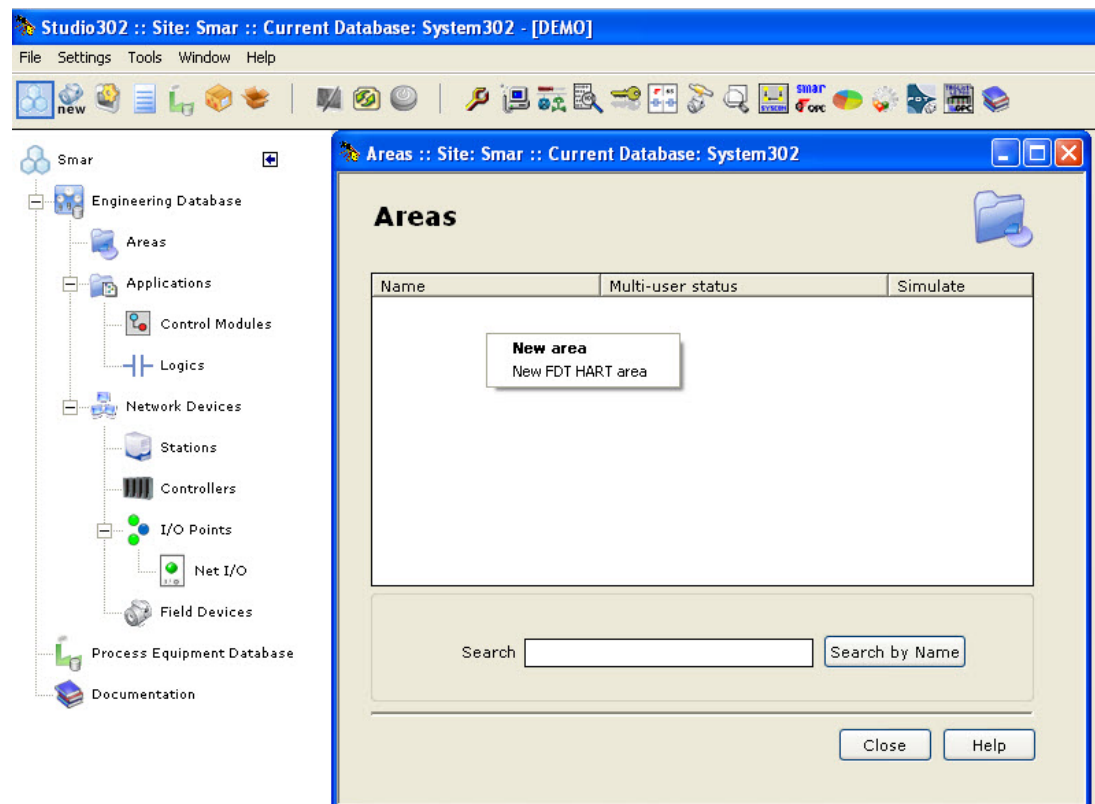 Studio302 :: Site: Smar :: Current Database: System302 - [DEMO]
File Settings Tools Window Help
new
SYSCON
smar
OPC
Smar
Engineering Database
Areas
Applications
Control Modules
Logics
Network Devices
Stations
Controllers
I/O Points
Net I/O
Field Devices
Process Equipment Database
Documentation
Areas :: Site: Smar :: Current Database: System302
Areas
Name Multi-user status Simulate
New area
New FDT HART area
Search Search by Name
Close Help